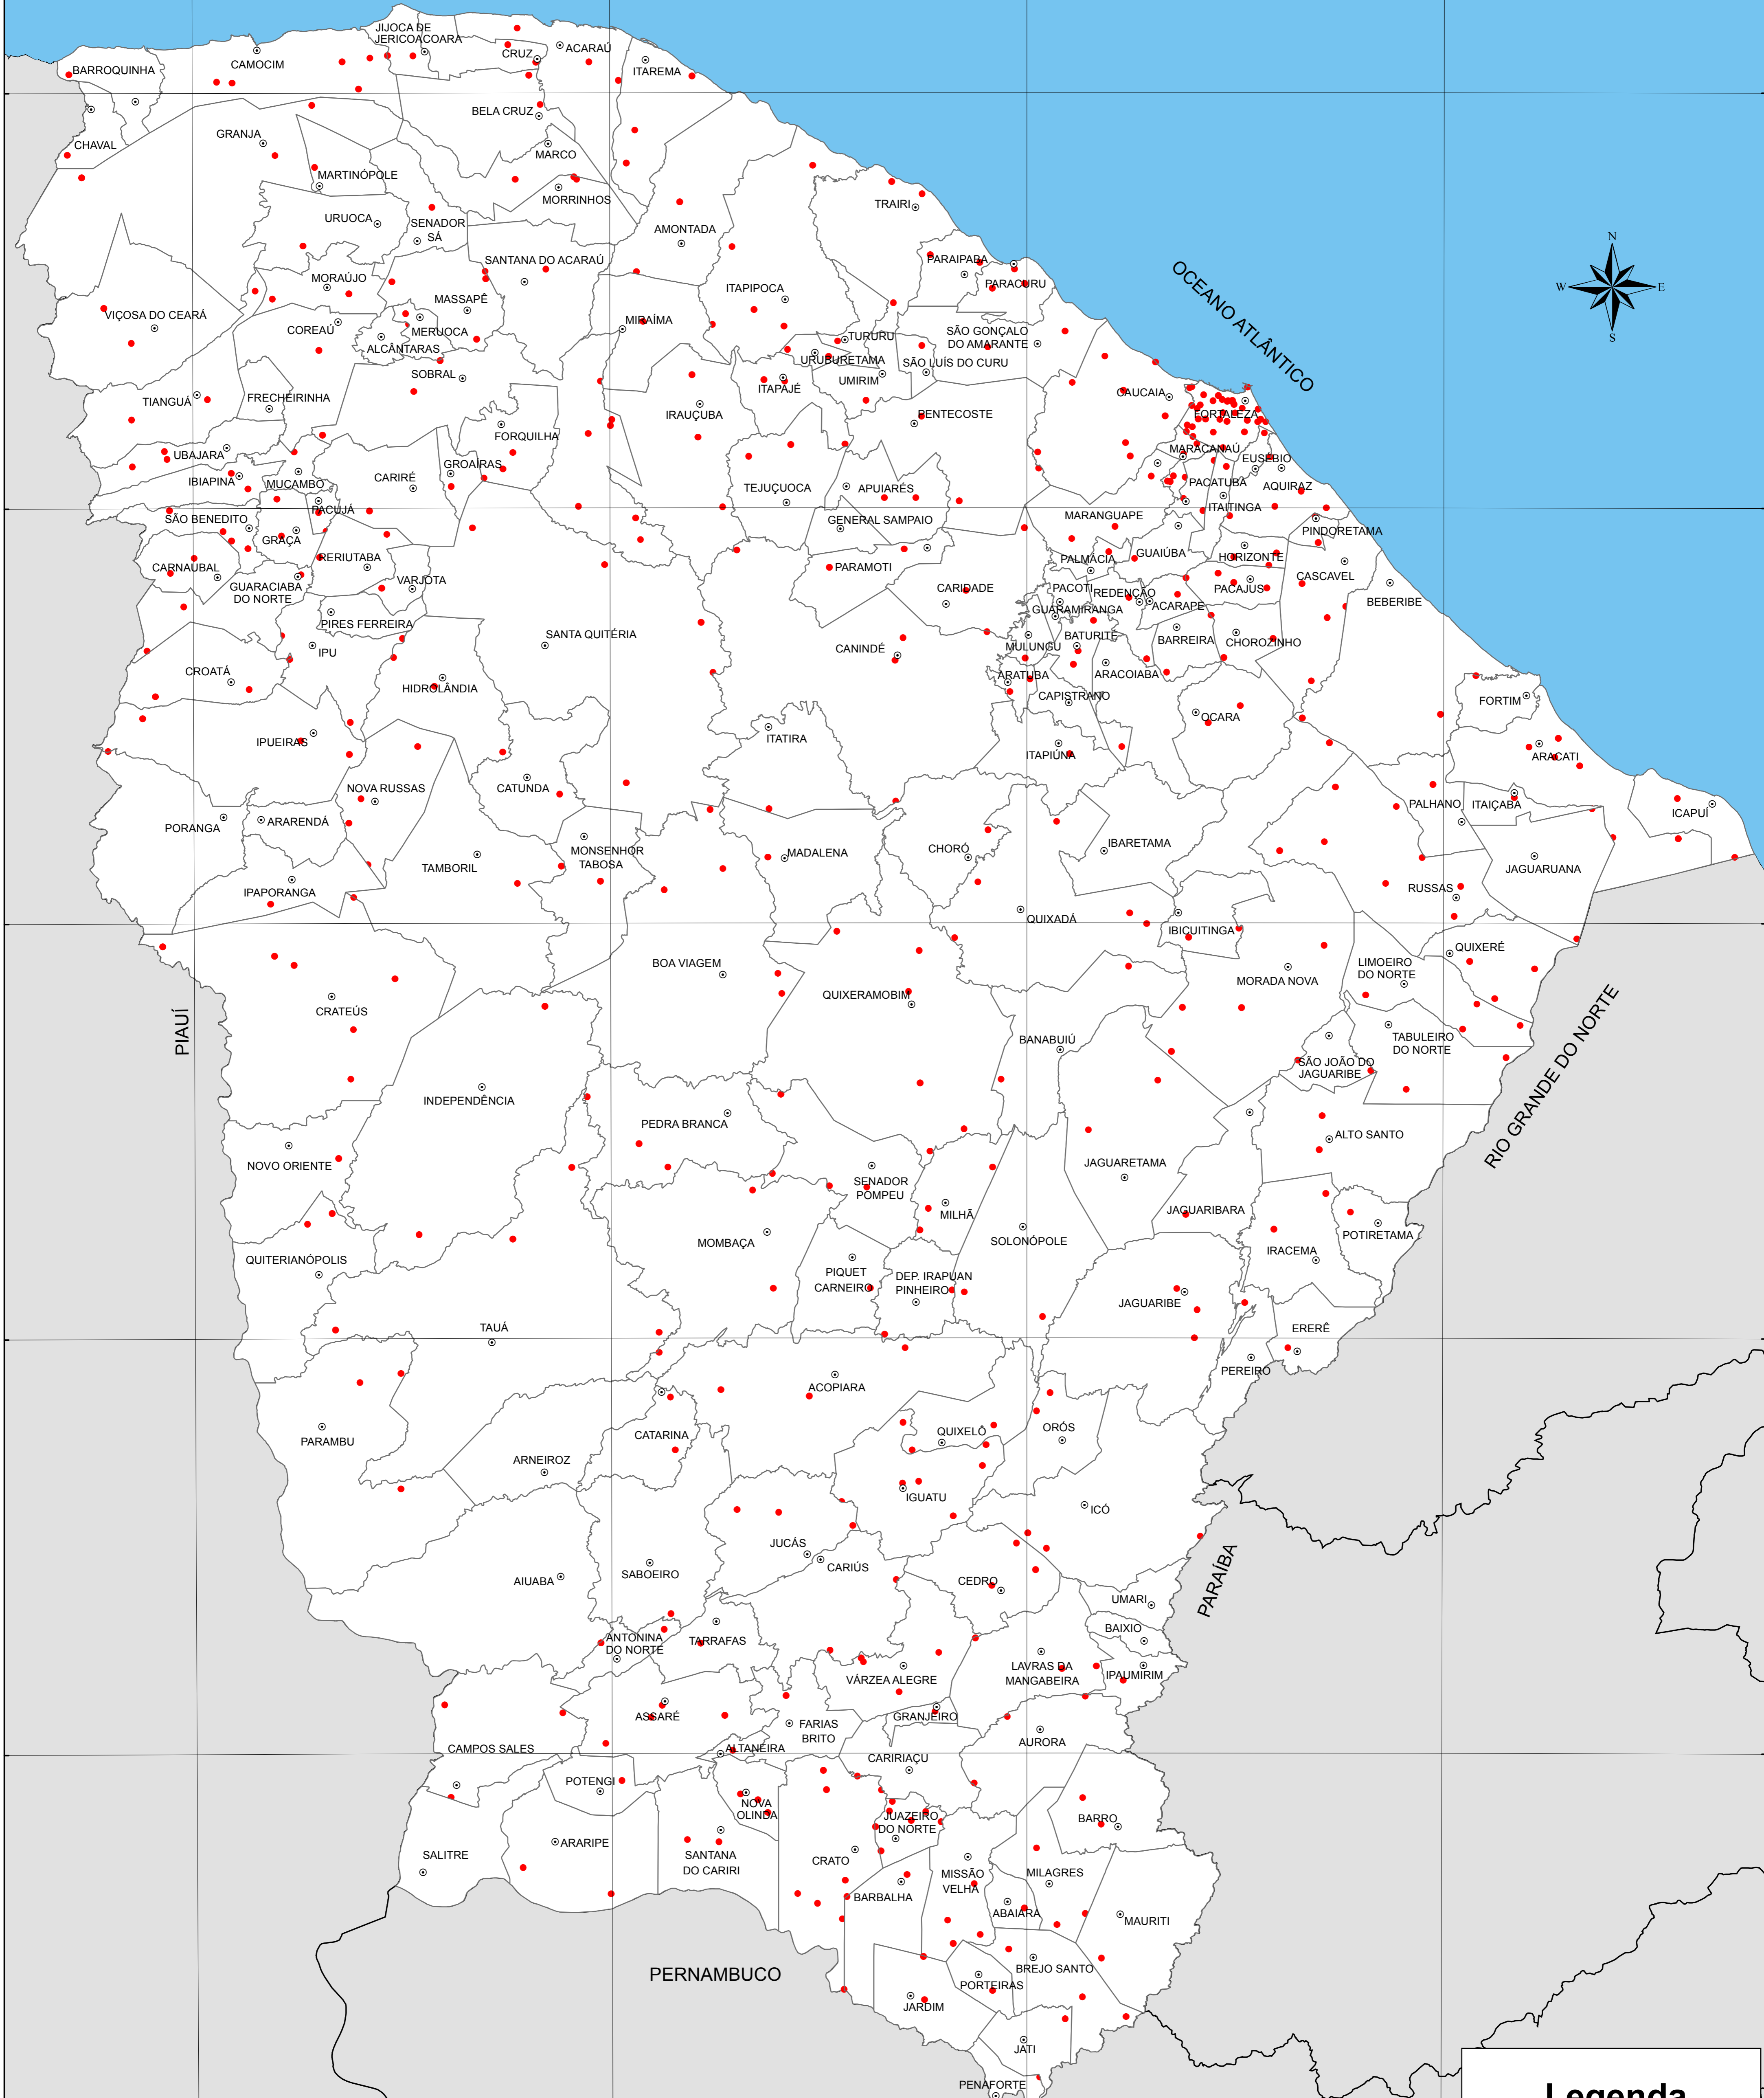 JIJOCA DE
JERICOACOARA
CRUZ
ACARAÚ
BARROQUINHA
CAMOCIM
ITAREMA
BELA CRUZ
CHAVAL
GRANJA
MARCO
MARTINÓPOLE
MORRINHOS
TRAIRI
URUOCA
SENADOR
SÁ
AMONTADA
N
W
E
S
SANTANA DO ACARAÚ
PARAIPABA
MORAÚJO
ITAPIPOCA
PARACURU
OCEANO ATLÂNTICO
MASSAPÊ
VIÇOSA DO CEARÁ
MIRAÍMA
COREAÚ
MERUOCA
SÃO GONÇALO
DO AMARANTE
TURURU
ALCÂNTARAS
URUBURETAMA
SÃO LUÍS DO CURU
SOBRAL
UMIRIM
ITAPAJÉ
CAUCAIA
TIANGUÁ
FRECHEIRINHA
IRAUÇUBA
PENTECOSTE
FORTALEZA
FORQUILHA
UBAJARA
MARACANAÚ
EUSÉBIO
GROAÍRAS
IBIAPINA
MUCAMBO
CARIRÉ
TEJUÇUOCA
APUIARÉS
PACATUBA
AQUIRAZ
PACUJÁ
ITAITINGA
SÃO BENEDITO
GENERAL SAMPAIO
MARANGUAPE
PINDORETAMA
GRAÇA
RERIUTABA
CARNAUBAL
PALMÁCIA
GUAIÚBA
HORIZONTE
PARAMOTI
CASCAVEL
GUARACIABA
DO NORTE
VARJOTA
CARIDADE
PACOTI
REDENÇÃO
PACAJUS
BEBERIBE
ACARAPE
GUARAMIRANGA
PIRES FERREIRA
SANTA QUITÉRIA
BATURITÉ
BARREIRA
CHOROZINHO
CANINDÉ
MULUNGU
IPU
CROATÁ
ARATUBA
ARACOIABA
HIDROLÂNDIA
CAPISTRANO
FORTIM
OCARA
IPUEIRAS
ITATIRA
ITAPIÚNA
ARACATI
NOVA RUSSAS
CATUNDA
PALHANO
ITAIÇABA
ICAPUÍ
PORANGA
ARARENDÁ
MONSENHOR
TABOSA
MADALENA
CHORÓ
IBARETAMA
TAMBORIL
JAGUARUANA
IPAPORANGA
RUSSAS
QUIXADÁ
IBICUITINGA
QUIXERÉ
BOA VIAGEM
LIMOEIRO
DO NORTE
MORADA NOVA
QUIXERAMOBIM
CRATEÚS
PIAUÍ
BANABUIÚ
TABULEIRO
DO NORTE
SÃO JOÃO DO
JAGUARIBE
RIO GRANDE DO NORTE
INDEPENDÊNCIA
PEDRA BRANCA
ALTO SANTO
NOVO ORIENTE
JAGUARETAMA
SENADOR
POMPEU
JAGUARIBARA
MILHÃ
POTIRETAMA
SOLONÓPOLE
MOMBAÇA
IRACEMA
QUITERIANÓPOLIS
PIQUET
CARNEIRO
DEP. IRAPUAN
PINHEIRO
JAGUARIBE
TAUÁ
ERERÊ
PEREIRO
ACOPIARA
PARAMBU
CATARINA
QUIXELÔ
ORÓS
ARNEIROZ
IGUATU
ICÓ
JUCÁS
CARIÚS
PARAÍBA
AIUABA
SABOEIRO
CEDRO
UMARI
BAIXIO
ANTONINA
DO NORTE
TARRAFAS
LAVRAS DA
MANGABEIRA
IPAUMIRIM
VÁRZEA ALEGRE
ASSARÉ
GRANJEIRO
FARIAS
BRITO
AURORA
CAMPOS SALES
ALTANEIRA
CARIRIAÇU
POTENGI
NOVA
OLINDA
JUAZEIRO
DO NORTE
BARRO
ARARIPE
SALITRE
SANTANA
DO CARIRI
CRATO
MISSÃO
VELHA
MILAGRES
BARBALHA
ABAIARA
MAURITI
BREJO SANTO
PERNAMBUCO
PORTEIRAS
JARDIM
JATI
PENAFORTE
Legenda